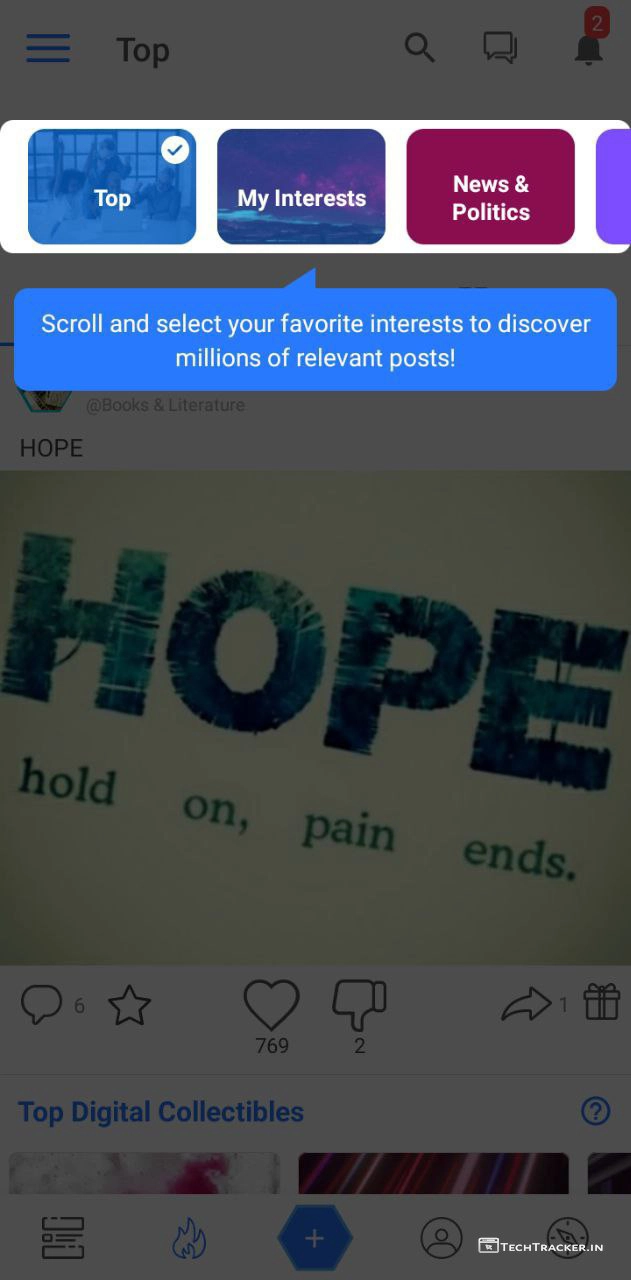 Top
2
Top
My Interests
News &
Politics
Scroll and select your favorite interests to discover
millions of relevant posts!
@Books & Literature
HOPE
HOPE
hold on, pain ends.
6
769
2
1
Top Digital Collectibles
?
TECHTRACKER.IN